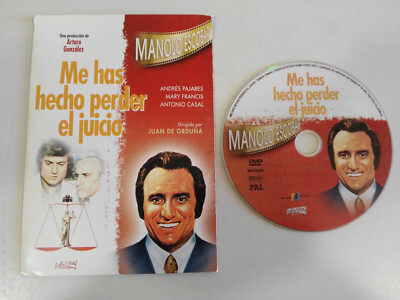 Una producción de
Arturo
González
MANOLO ESCOBAR
Me has
hecho perder
el juicio
ANDRÉS PAJARES
MARY FRANCIS
ANTONIO CASAL
Dirigida por
JUAN DE ORDUÑA
Me has
hecho perder
el juicio
MANOLO ESCOBAR
DVD
PAL